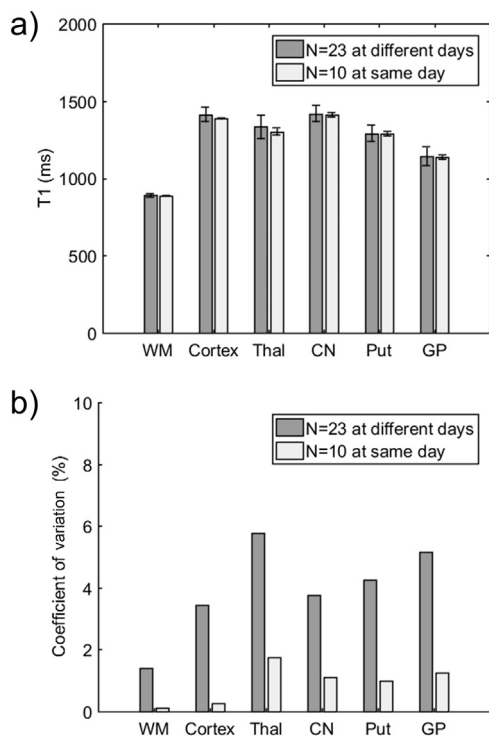 a)
2000
1500
1000
500
0
T1 (ms)
N=23 at different days
N=10 at same day
WM Cortex Thal CN Put GP
b)
10
8
6
4
2
0
Coefficient of variation (%)
N=23 at different days
N=10 at same day
WM Cortex Thal CN Put GP